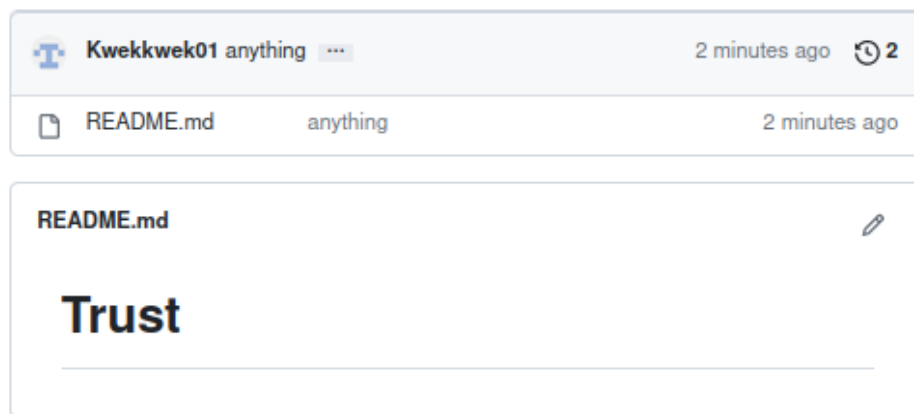 Kwekkwek01 anything ... 2 minutes ago 2
README.md anything 2 minutes ago
README.md
Trust